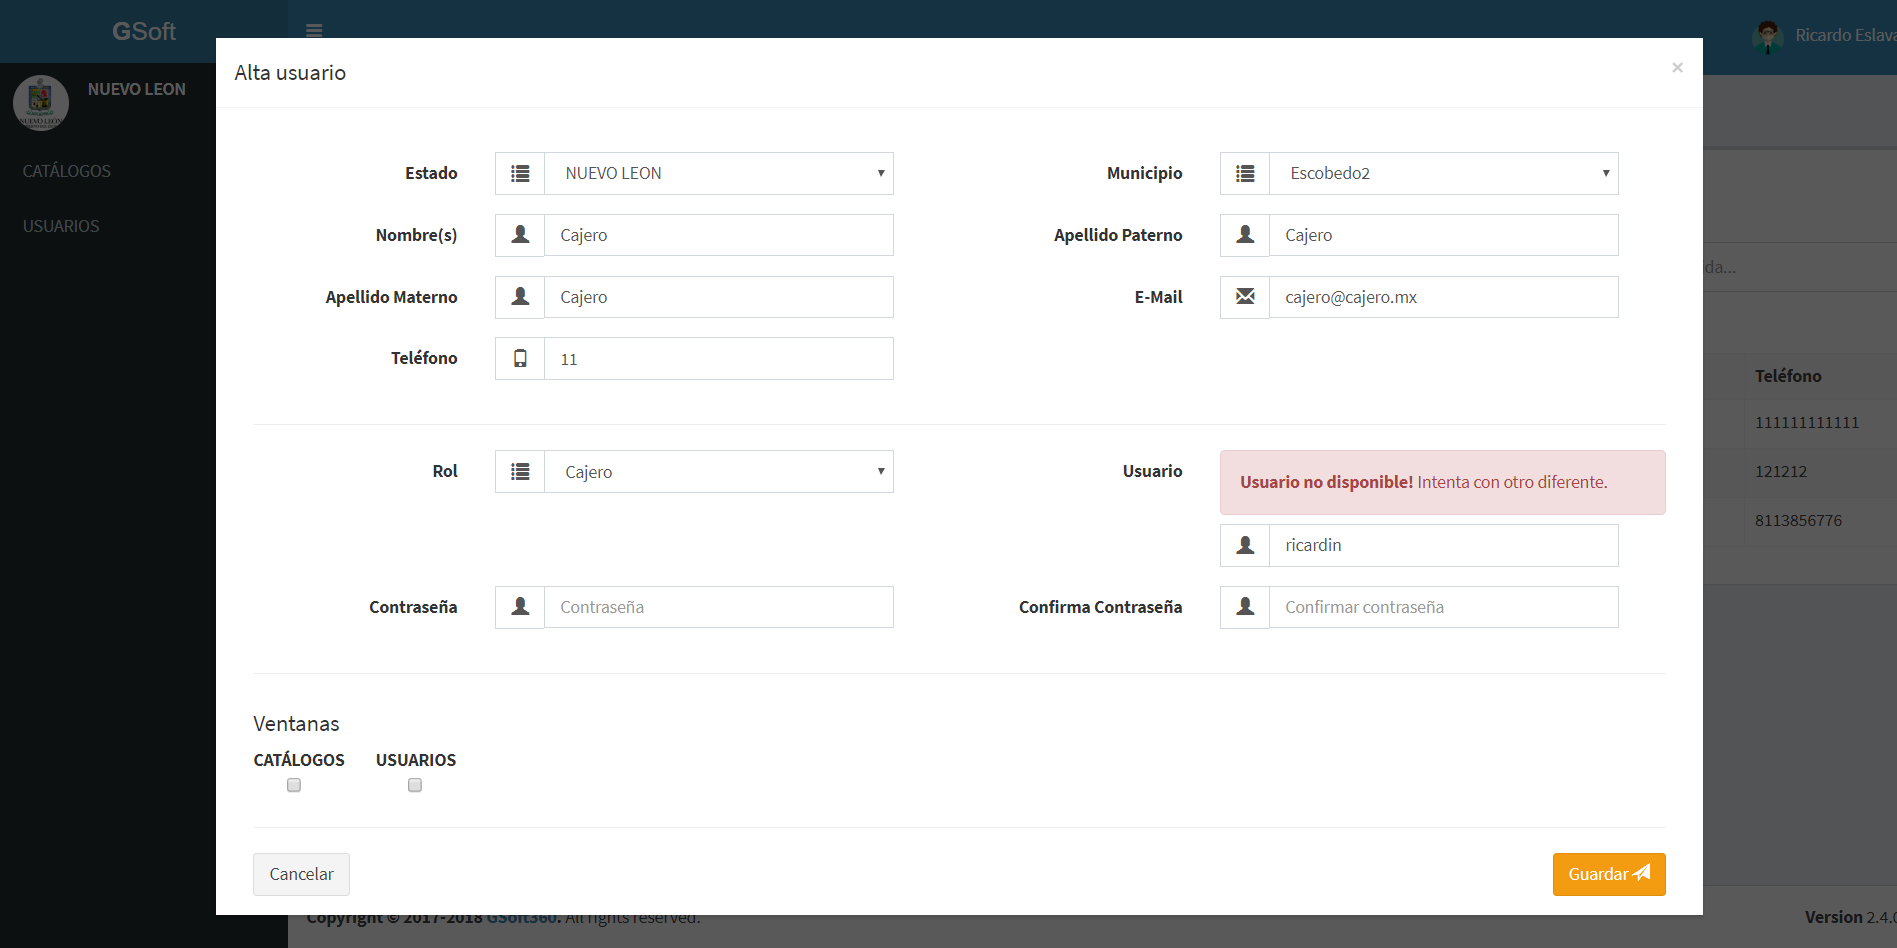 GSoft
Ricardo Eslava
NUEVO LEON
NUEVO LEÓN
CATÁLOGOS
USUARIOS
Alta usuario
×
Estado
NUEVO LEON
Municipio
Escobedo2
Nombre(s)
Cajero
Apellido Paterno
Cajero
Apellido Materno
Cajero
E-Mail
cajero@cajero.mx
Teléfono
11
Rol
Cajero
Usuario
Usuario no disponible! Intenta con otro diferente.
ricardin
Contraseña
Contraseña
Confirma Contraseña
Confirmar contraseña
Ventanas
CATÁLOGOS
USUARIOS
Cancelar
Guardar
da...
Teléfono
111111111111
121212
8113856776
Copyright © 2017-2018 GSoft360. All rights reserved.
Version 2.4.0